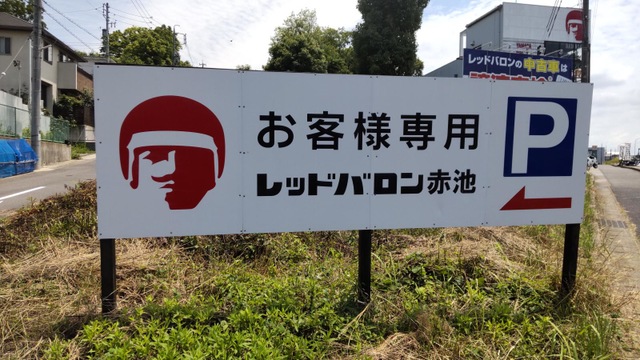 レッドバロンの中古車は
お客様専用
P
レッドバロン赤池